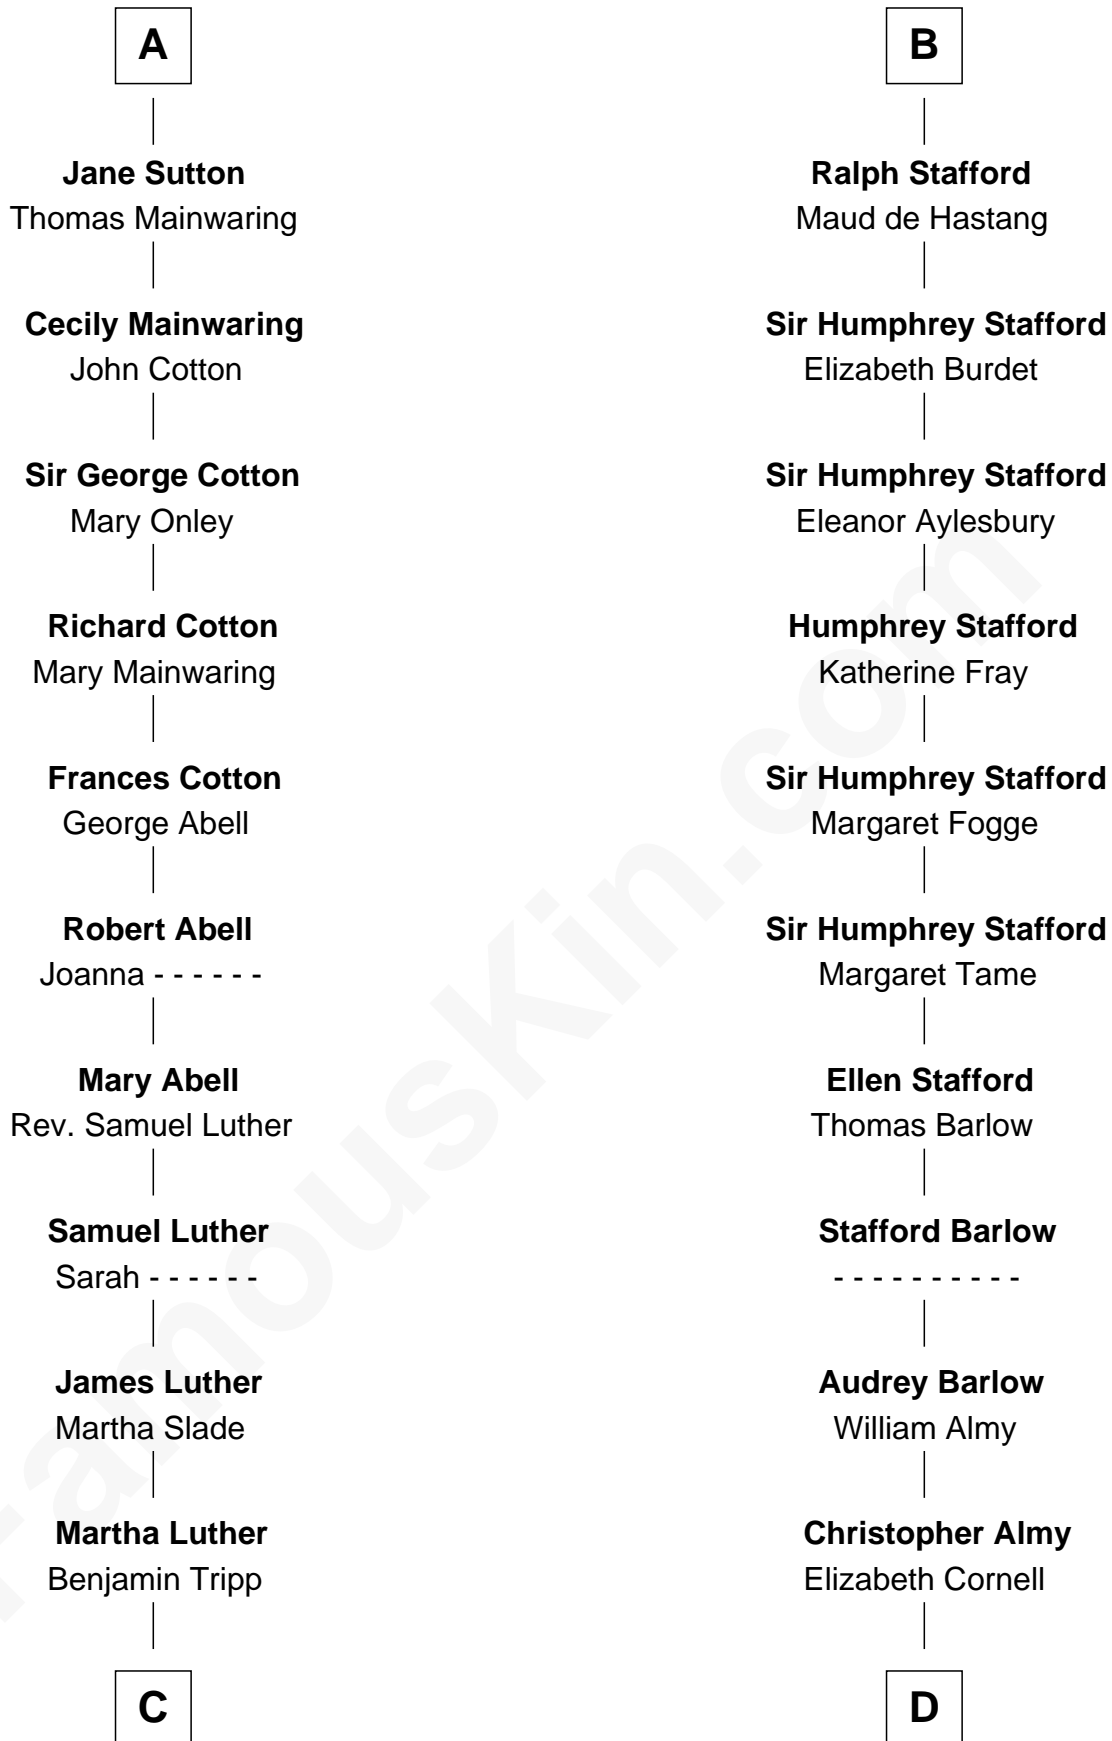 A
Jane Sutton
Thomas Mainwaring
Cecily Mainwaring
John Cotton
Sir George Cotton
Mary Onley
Richard Cotton
Mary Mainwaring
Frances Cotton
George Abell
Robert Abell
Joanna - - - - - -
Mary Abell
Rev. Samuel Luther
Samuel Luther
Sarah - - - - - -
James Luther
Martha Slade
Martha Luther
Benjamin Tripp
C
B
Ralph Stafford
Maud de Hastang
Sir Humphrey Stafford
Elizabeth Burdet
Sir Humphrey Stafford
Eleanor Aylesbury
Humphrey Stafford
Katherine Fray
Sir Humphrey Stafford
Margaret Fogge
Sir Humphrey Stafford
Margaret Tame
Ellen Stafford
Thomas Barlow
Stafford Barlow
- - - - - - - - - -
Audrey Barlow
William Almy
Christopher Almy
Elizabeth Cornell
D
FamousKin.com